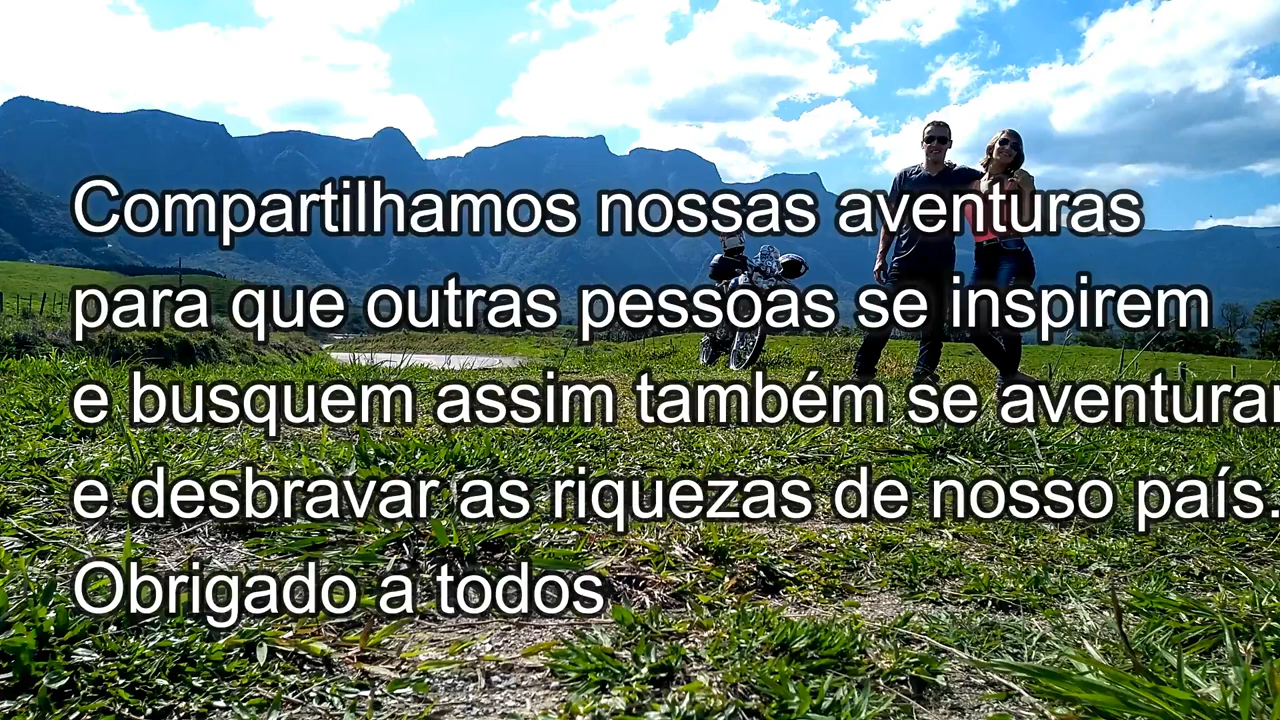 Compartilhamos nossas aventuras
para que outras pessoas se inspirem
e busquem assim também se aventurar
e desbravar as riquezas de nosso país.
Obrigado a todos